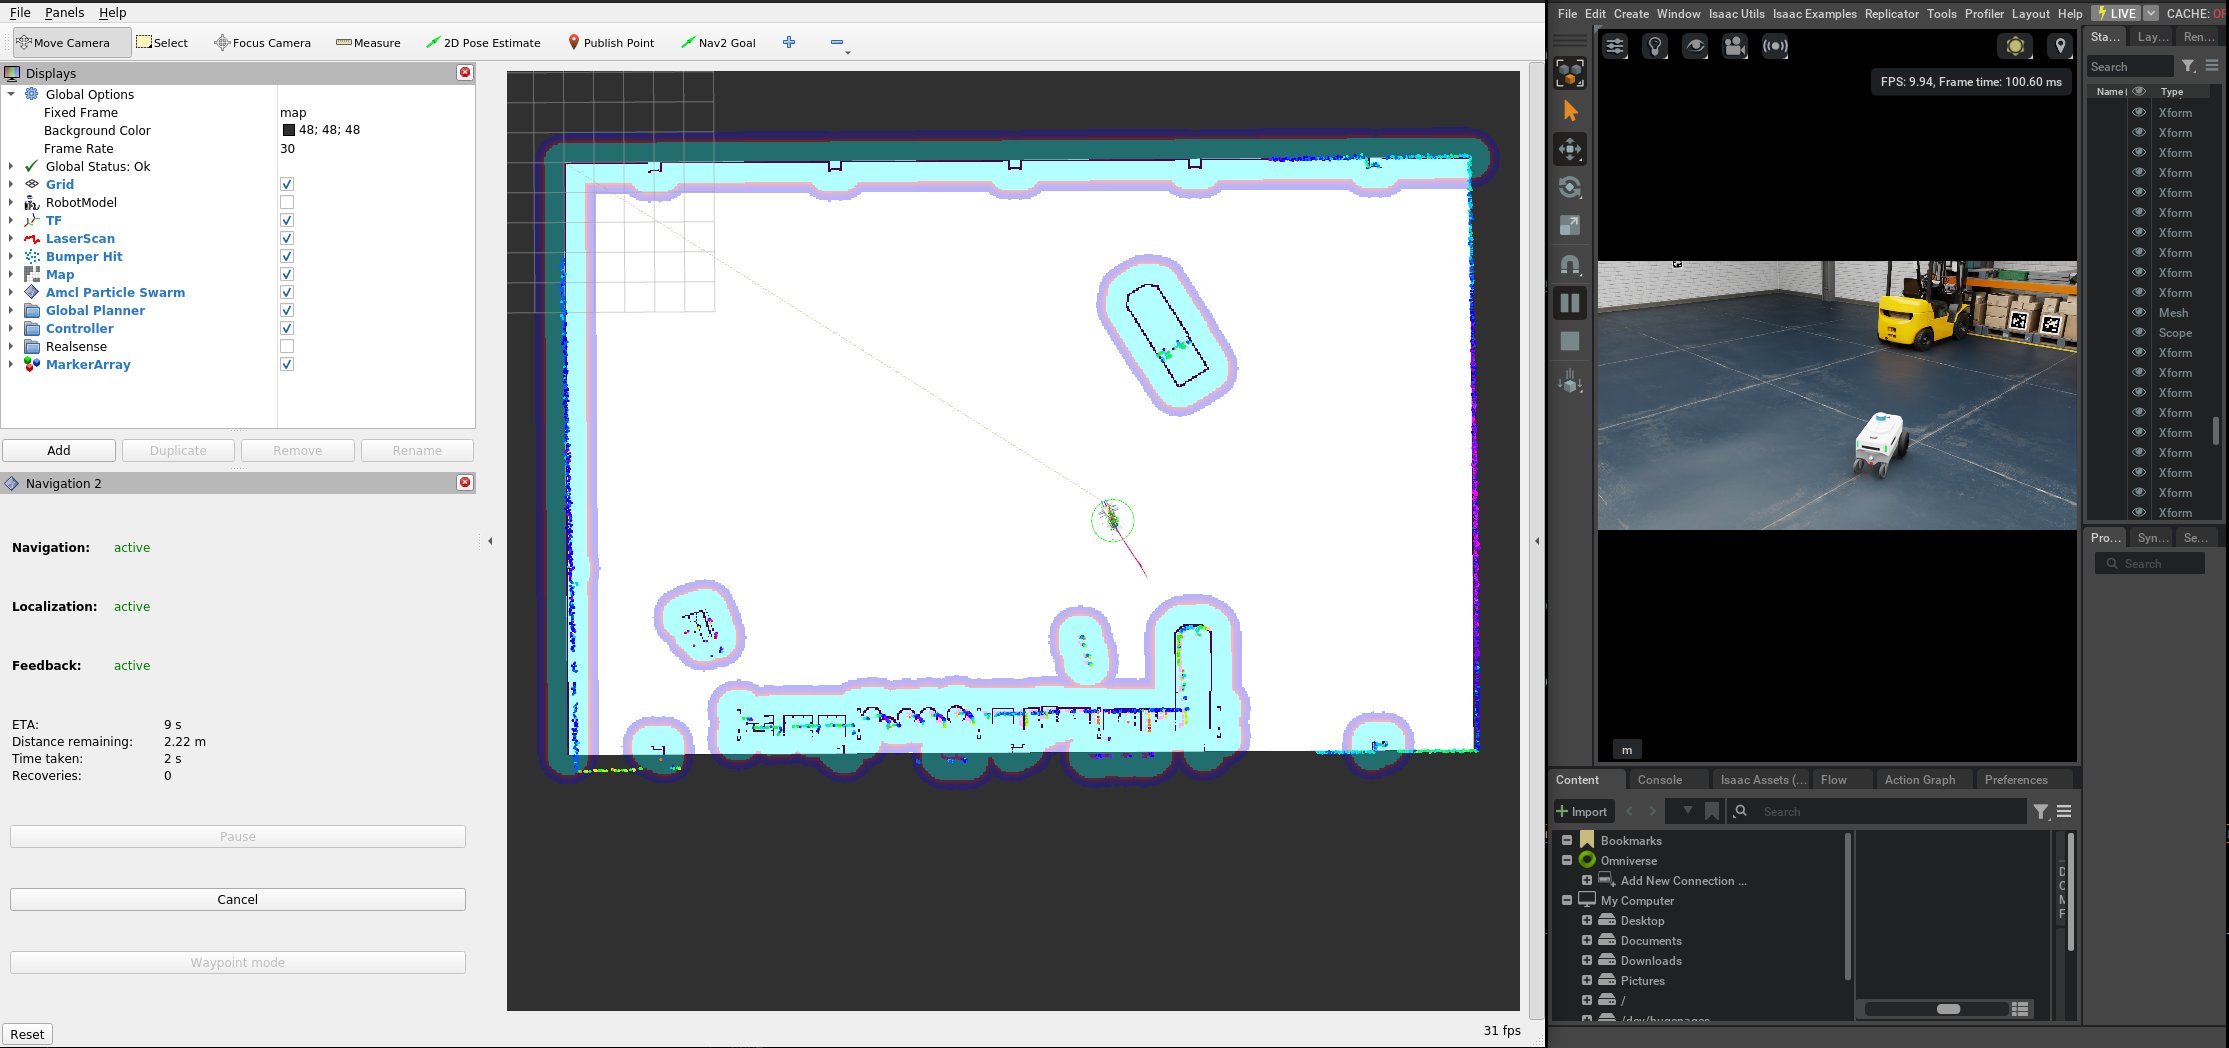 File Panels Help
Move Camera Select Focus Camera Measure 2D Pose Estimate Publish Point Nav2 Goal
Displays
Global Options
Fixed Frame map
Background Color 48; 48; 48
Frame Rate 30
Global Status: Ok
Grid
RobotModel
TF
LaserScan
Bumper Hit
Map
Amcl Particle Swarm
Global Planner
Controller
Realsense
MarkerArray
Add Duplicate Remove Rename
Navigation 2
Navigation: active
Localization: active
Feedback: active
ETA: 9 s
Distance remaining: 2.22 m
Time taken: 2 s
Recoveries: 0
Pause
Cancel
Waypoint mode
Reset
31 fps
File Edit Create Window Isaac Utils Isaac Examples Replicator Tools Profiler Layout Help LIVE CACHE:
FPS: 9.94, Frame time: 100.60 ms
m
Sta... Lay... Ren...
Search
Name ( Type
Xform
Xform
Xform
Xform
Xform
Xform
Xform
Xform
Xform
Xform
Mesh
Scope
Xform
Xform
Xform
Xform
Xform
Xform
Xform
Xform
Xform
Pro... Syn... Se...
Search
Content Console Isaac Assets (... Flow Action Graph Preferences
Import Search
Bookmarks
Omniverse
Add New Connection ...
My Computer
Desktop
Documents
Downloads
Pictures
/
/dev/hugepages